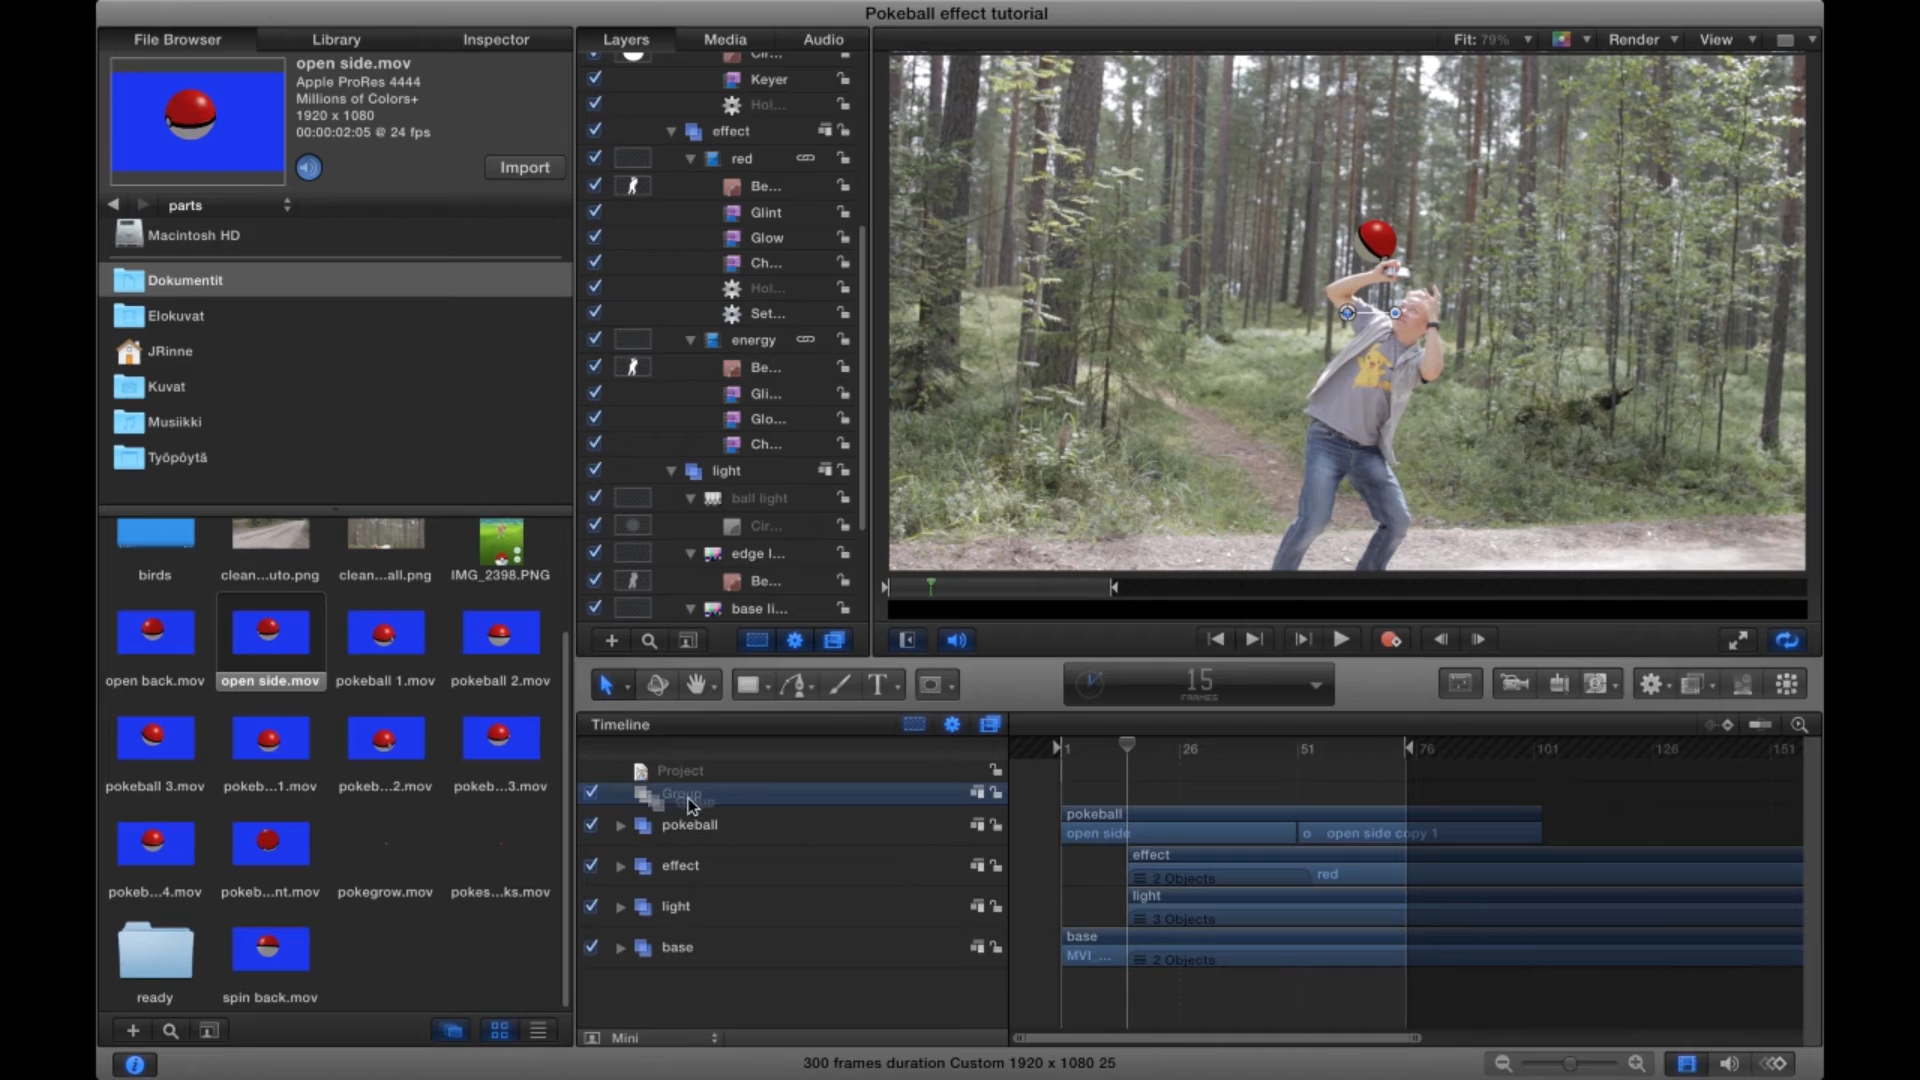 Pokeball effect tutorial
File Browser
Library
Inspector
open side.mov
Apple ProRes 4444
Millions of Colors+
1920 x 1080
00:00:02:05 @ 24 fps
Import
parts
Macintosh HD
Dokumentit
Elokuvat
JRinne
Kuvat
Musiikki
Työpöytä
birds
clean...uto.png
clean...all.png
IMG_2398.PNG
open back.mov
open side.mov
pokeball 1.mov
pokeball 2.mov
pokeball 3.mov
pokeb...1.mov
pokeb...2.mov
pokeb...3.mov
pokeb...4.mov
pokeb...nt.mov
pokegrow.mov
pokes...ks.mov
ready
spin back.mov
Layers
Media
Audio
Cir...
Keyer
Hol...
effect
red
Be...
Glint
Glow
Ch...
Hol...
Set...
energy
Be...
Gli...
Glo...
Ch...
light
ball light
Cir...
edge l...
Be...
base li...
Fit: 79%
Render
View
T
15
FRAMES
Timeline
1
26
51
76
101
126
151
Project
Group
pokeball
effect
light
base
pokeball
open side
o
open side copy 1
effect
2 Objects
red
light
3 Objects
base
MVI_...
2 Objects
Mini
300 frames duration Custom 1920 x 1080 25